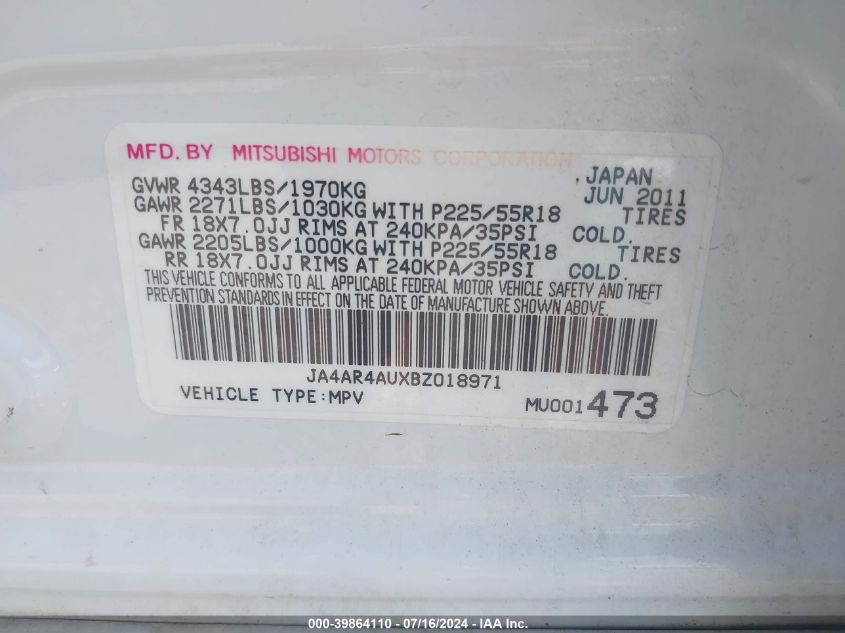 MFD. BY MITSUBISHI MOTORS CORPORATION , JAPAN
GVWR 4343LBS/1970KG JUN 2011
GAWR 2271LBS/1030KG WITH P225/55R18 TIRES
FR 18X7.0JJ RIMS AT 240KPA/35PSI COLD.
GAWR 2205LBS/1000KG WITH P225/55R18 TIRES
RR 18X7.0JJ RIMS AT 240KPA/35PSI COLD.
THIS VEHICLE CONFORMS TO ALL APPLICABLE FEDERAL MOTOR VEHICLE SAFETY AND THEFT
PREVENTION STANDARDS IN EFFECT ON THE DATE OF MANUFACTURE SHOWN ABOVE.
JA4AR4AUXBZ018971
VEHICLE TYPE:MPV MU001473
000-39864110 / 07/16/2024 - IAA Holdings, LLC.